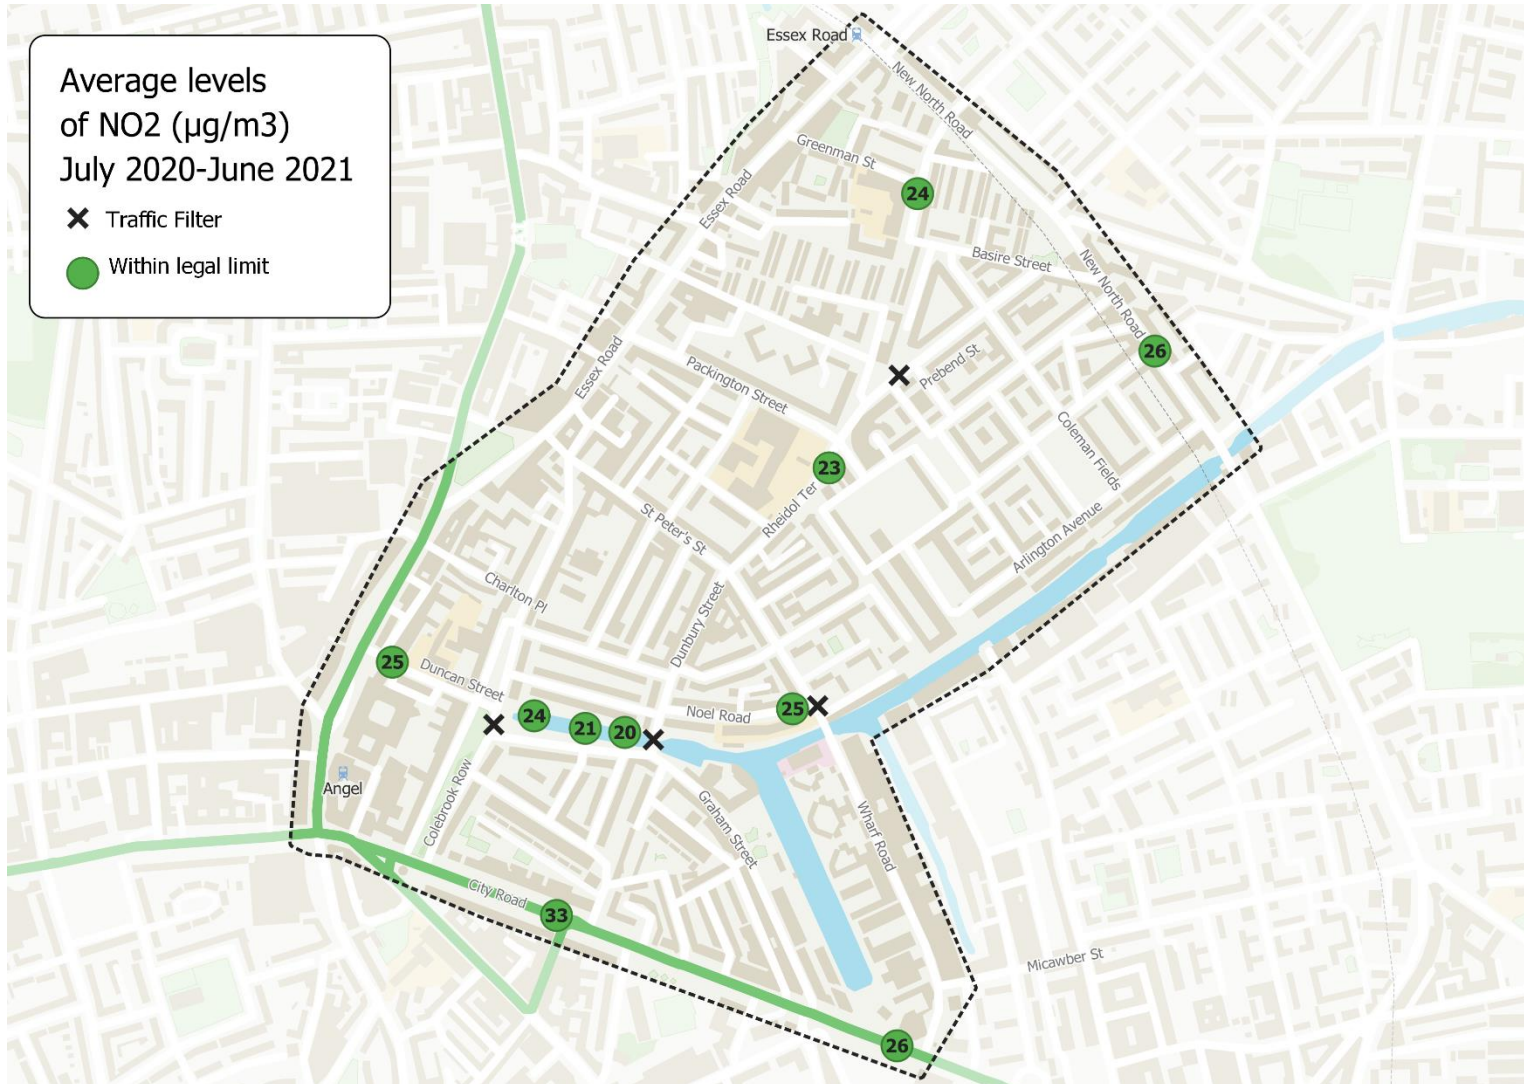 Average levels
of NO2 (µg/m3)
July 2020-June 2021
Traffic Filter
Within legal limit
Essex Road
New North Road
Greenman St
24
Essex Road
Basire Street
New North Road
26
Essex Road
Packington Street
Prebend St
Coleman Fields
23
Rheidol Ter
St Peter's St
Arlington Avenue
Charlton Pl
Dunbury Street
25
Duncan Street
24
21
20
Noel Road
25
Angel
Colebrook Row
Graham Street
Wharf Road
City Road
33
Micawber St
26